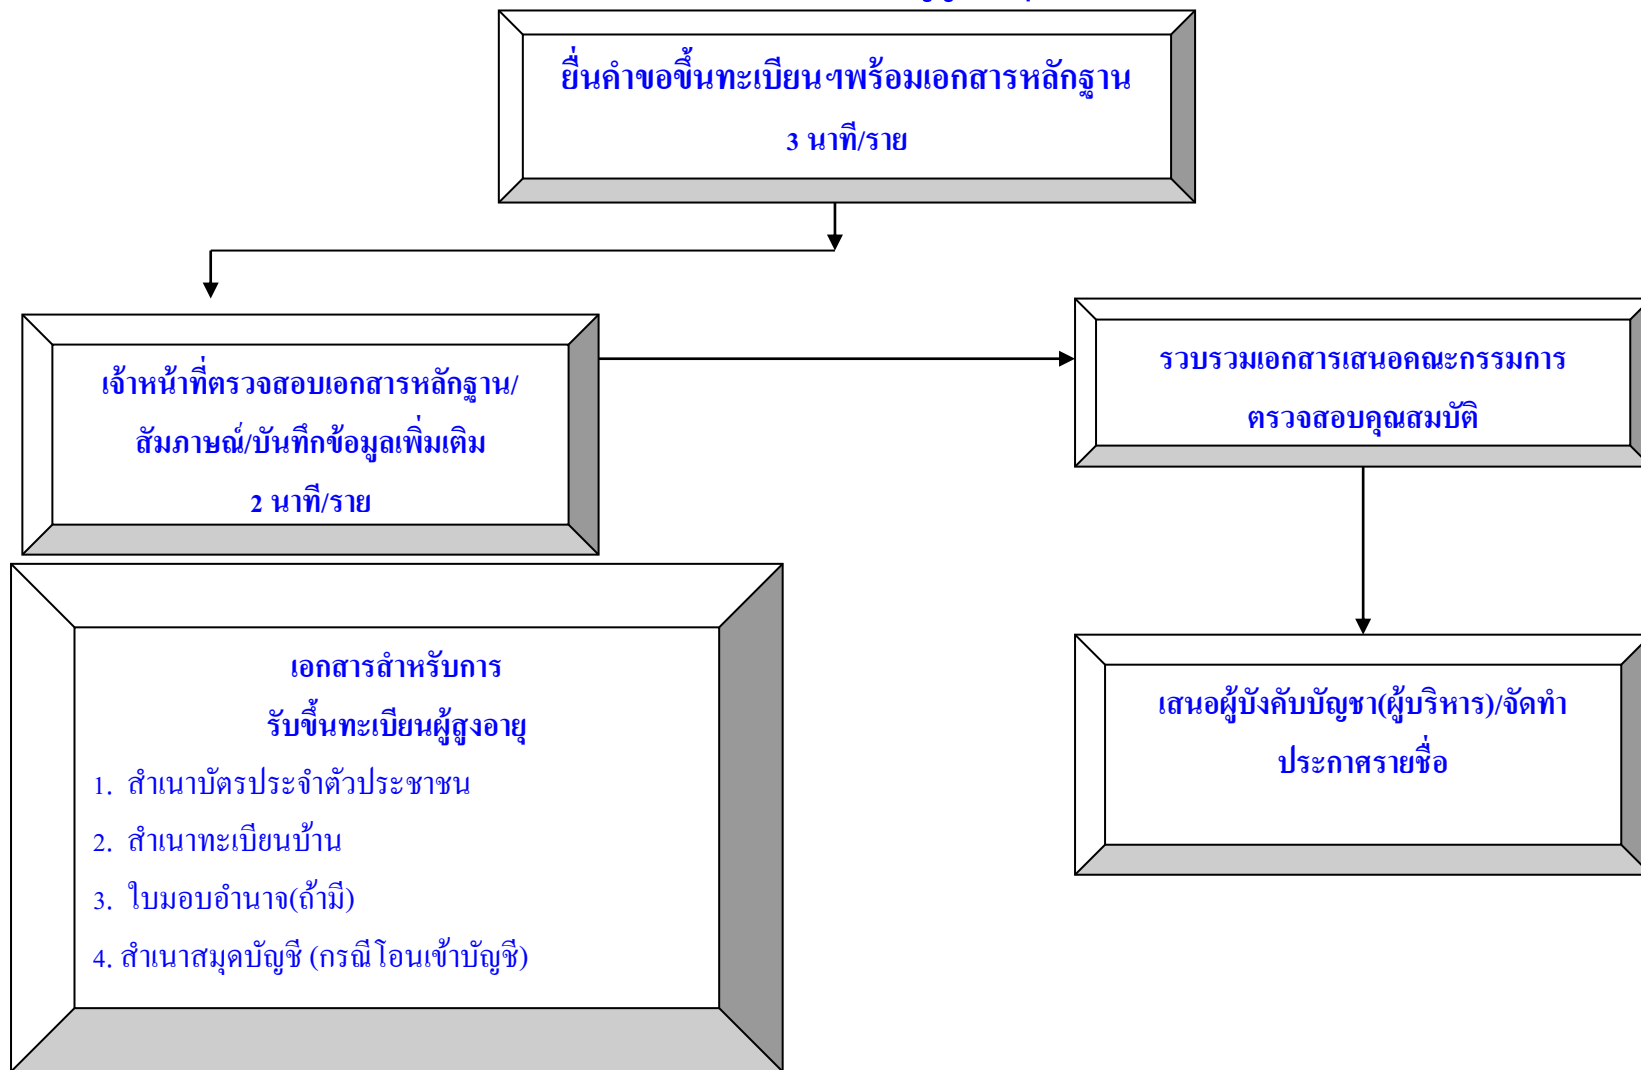 ยื่นคำขอขึ้นทะเบียนฯพร้อมเอกสารหลักฐาน
3 นาที/ราย
เจ้าหน้าที่ตรวจสอบเอกสารหลักฐาน/
สัมภาษณ์/บันทึกข้อมูลเพิ่มเติม
2 นาที/ราย
รวบรวมเอกสารเสนอคณะกรรมการ
ตรวจสอบคุณสมบัติ
เอกสารสำหรับการ
รับขึ้นทะเบียนผู้สูงอายุ
1. สำเนาบัตรประจำตัวประชาชน
2. สำเนาทะเบียนบ้าน
3. ใบมอบอำนาจ(ถ้ามี)
4. สำเนาสมุดบัญชี (กรณีโอนเข้าบัญชี)
เสนอผู้บังคับบัญชา(ผู้บริหาร)/จัดทำ
ประกาศรายชื่อ